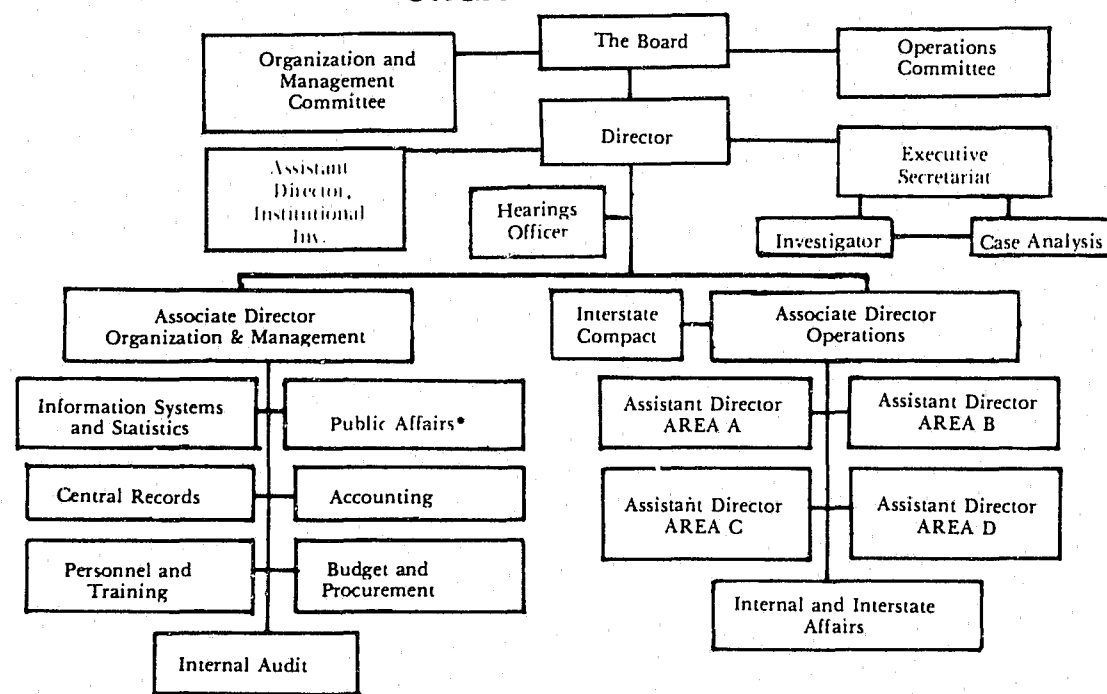 The Board
Organization and
Management
Committee
Operations
Committee
Director
Assistant
Director,
Institutional
Inv.
Executive
Secretariat
Hearings
Officer
Investigator
Case Analysis
Associate Director
Organization & Management
Interstate
Compact
Associate Director
Operations
Information Systems
and Statistics
Public Affairs*
Assistant Director
AREA A
Assistant Director
AREA B
Central Records
Accounting
Assistant Director
AREA C
Assistant Director
AREA D
Personnel and
Training
Budget and
Procurement
Internal and Interstate
Affairs
Internal Audit